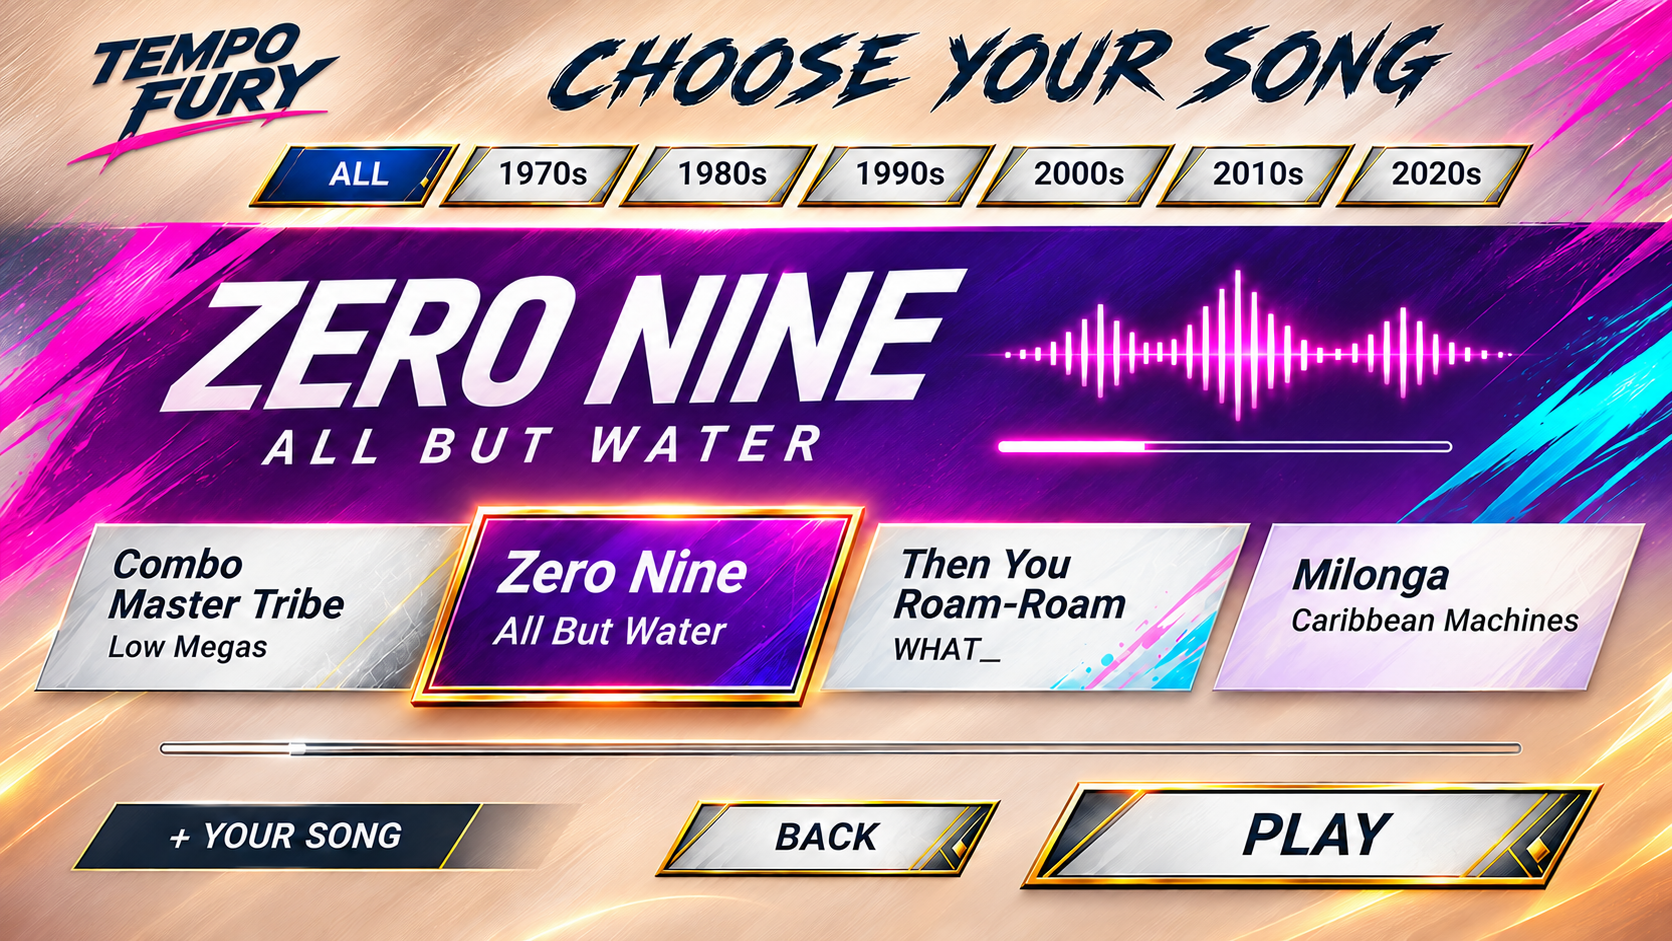 TEMPO
FURY
CHOOSE YOUR SONG
ALL
1970s
1980s
1990s
2000s
2010s
2020s
ZERO NINE
ALL BUT WATER
Combo
Master Tribe
Low Megas
Zero Nine
All But Water
Then You
Roam-Roam
WHAT_
Milonga
Caribbean Machines
+ YOUR SONG
BACK
PLAY